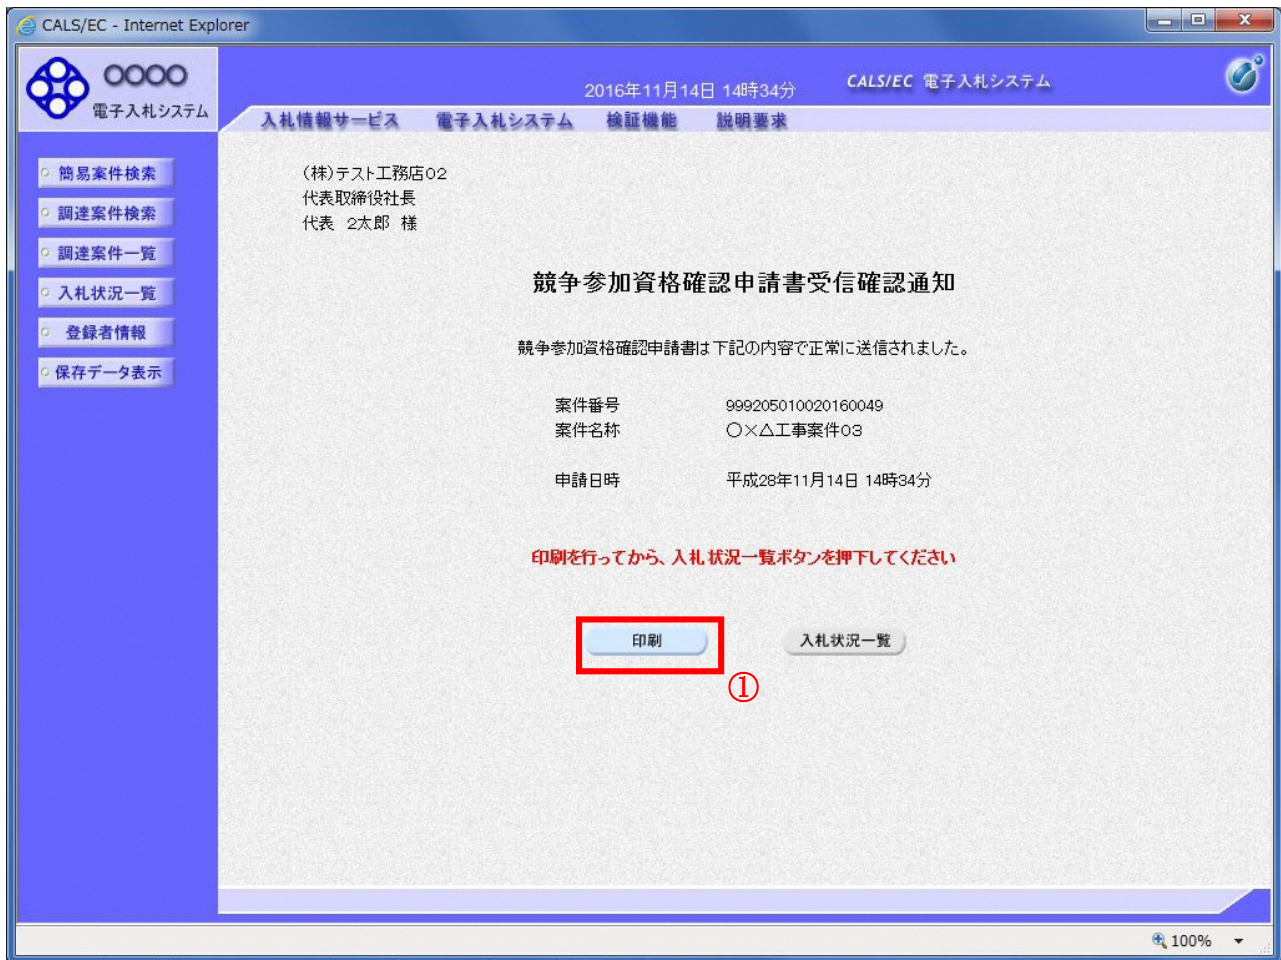 CALS/EC - Internet Explorer
〇〇〇〇
電子入札システム
2016年11月14日 14時34分
CALS/EC 電子入札システム
入札情報サービス 電子入札システム 検証機能 説明要求
簡易案件検索
調達案件検索
調達案件一覧
入札状況一覧
登録者情報
保存データ表示
(株)テスト工務店02
代表取締役社長
代表 2太郎 様
競争参加資格確認申請書受信確認通知
競争参加資格確認申請書は下記の内容で正常に送信されました。
案件番号 999205010020160049
案件名称 〇×△工事案件03
申請日時 平成28年11月14日 14時34分
印刷を行ってから、入札状況一覧ボタンを押下してください
印刷 入札状況一覧
①
100%